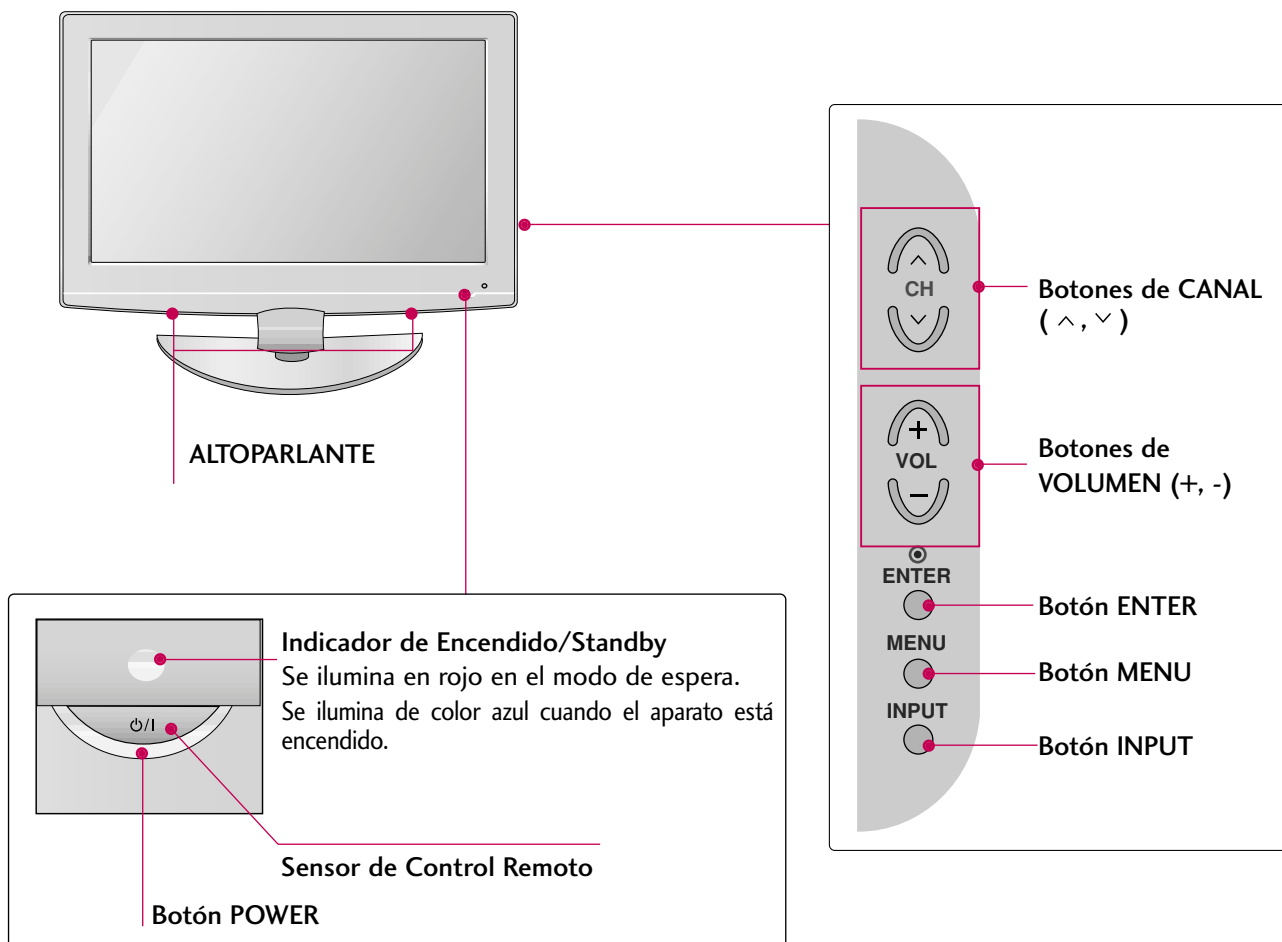 CH
Botones de CANAL
( ^ , ˅ )
+
VOL
−
Botones de
VOLUMEN (+, -)
ALTOPARLANTE
ENTER
Botón ENTER
MENU
Botón MENU
INPUT
Botón INPUT
Indicador de Encendido/Standby
Se ilumina en rojo en el modo de espera.
Se ilumina de color azul cuando el aparato está
encendido.
⏻/I
Sensor de Control Remoto
Botón POWER